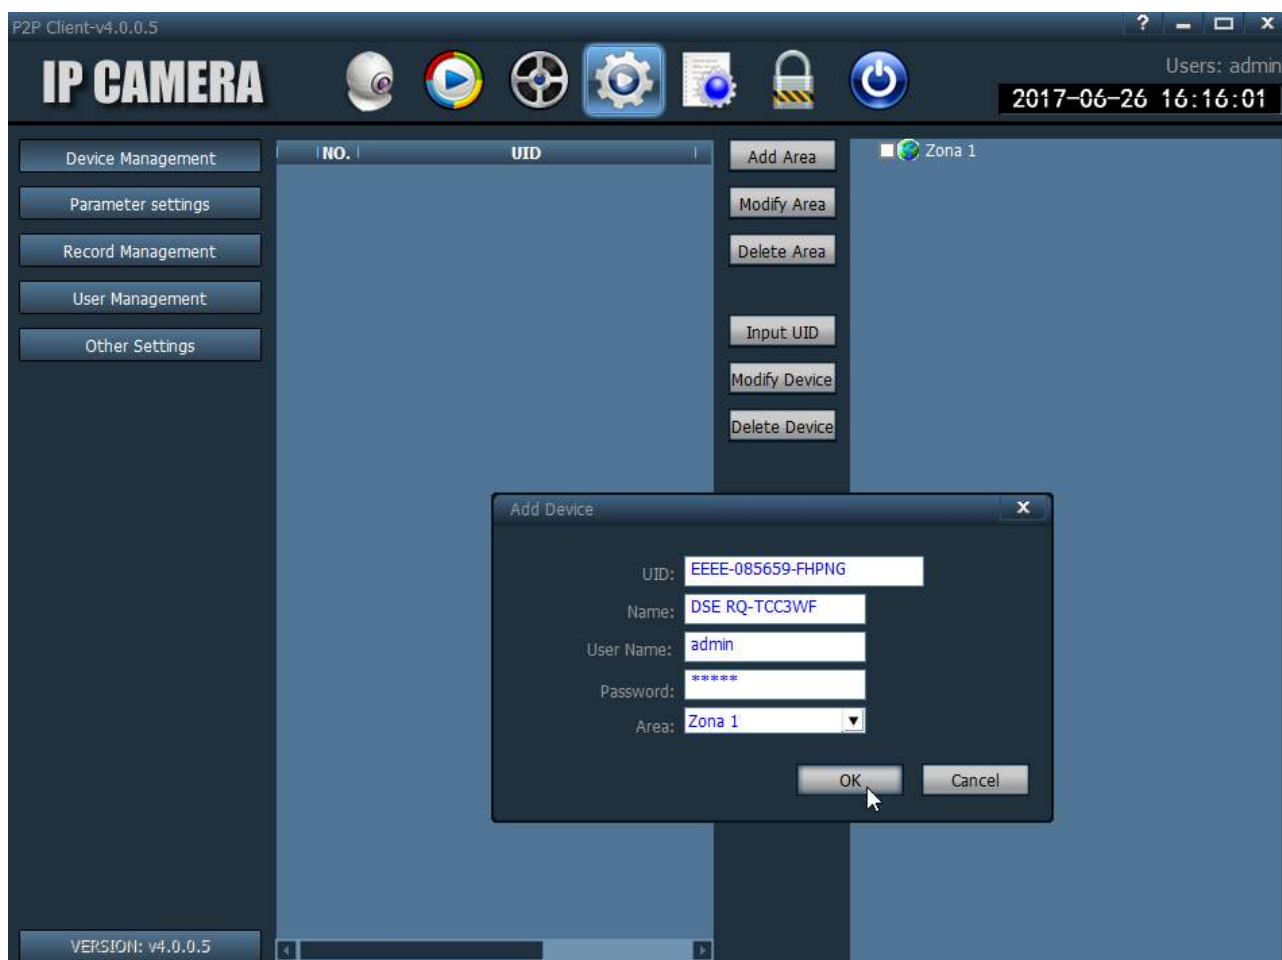 P2P Client-v4.0.0.5
? X
IP CAMERA
Users: admin
2017-06-26 16:16:01
Device Management
NO. UID
Add Area
Zona 1
Parameter settings
Modify Area
Record Management
Delete Area
User Management
Input UID
Other Settings
Modify Device
Delete Device
Add Device X
UID: EEEE-085659-FHPNG
Name: DSE RQ-TCC3WF
User Name: admin
Password: *****
Area: Zona 1
OK Cancel
VERSION: v4.0.0.5